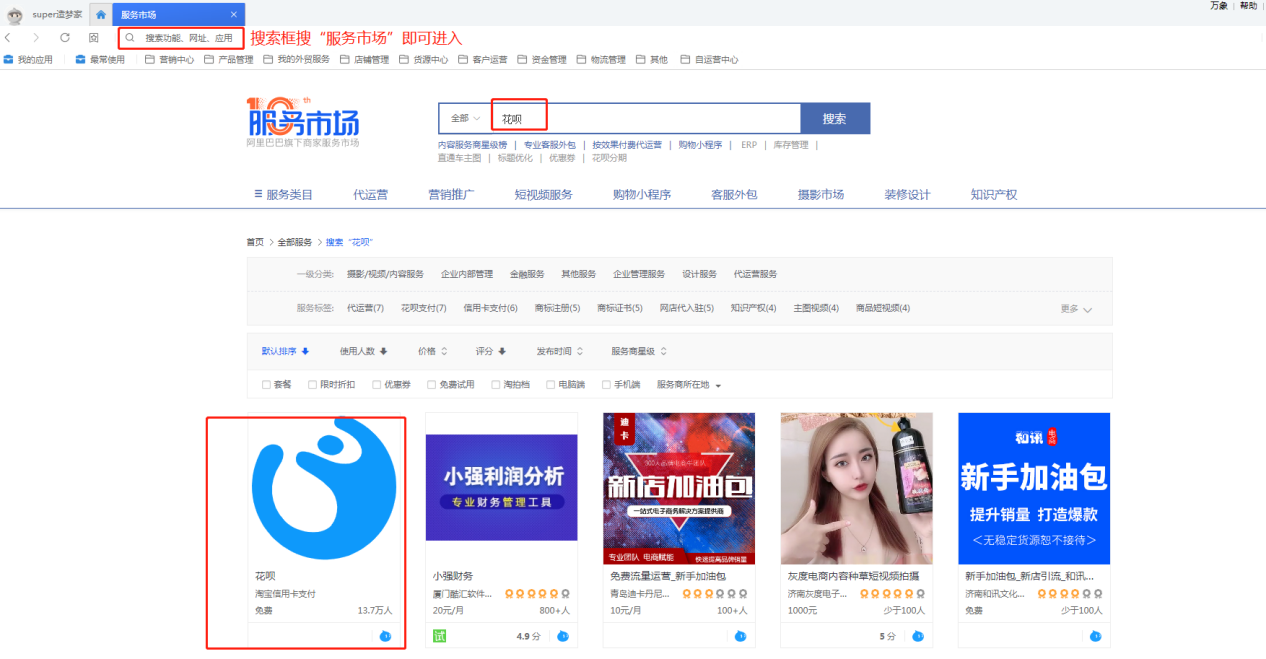 super造梦家
服务市场
万象 帮助
搜索功能、网址、应用
搜索框搜“服务市场”即可进入
我的应用 最常使用 营销中心 产品管理 我的外贸服务 店铺管理 货源中心 客户运营 资金管理 物流管理 其他 自运营中心
10th
服务市场
阿里巴巴旗下商家服务市场
全部 花呗 搜索
内容服务商星级榜 | 专业客服外包 | 按效果付费代运营 | 购物小程序 | ERP | 库存管理 |
直通车主图 | 标题优化 | 优惠券 | 花呗分期
服务类目 代运营 营销推广 短视频服务 购物小程序 客服外包 摄影市场 装修设计 知识产权
首页 > 全部服务 > 搜索 “花呗”
一级分类: 摄影/视频/内容服务 企业内部管理 金融服务 其他服务 企业管理服务 设计服务 代运营服务
服务标签: 代运营(7) 花呗支付(7) 信用卡支付(6) 商标注册(5) 商标证书(5) 网店代入驻(5) 知识产权(4) 主图视频(4) 商品短视频(4) 更多
默认排序 使用人数 价格 评分 发布时间 服务商星级
套餐 限时折扣 优惠券 免费试用 淘拍档 电脑端 手机端 服务商所在地
花呗
淘宝信用卡支付
免费 13.7万人
小强利润分析
专业财务管理工具
小强财务
厦门酷汇软件...
20元/月 800+人
试 4.9 分
迪卡
500人品牌电商牛团队
新店加油包
一站式电子商务解决方案提供商
专业团队 电商赋能 快速提高品牌销量
免费流量运营_新手加油包
青岛迪卡丹尼...
10元/月 100+人
灰度电商内容种草短视频拍摄
济南灰度电子...
1000元 少于100人
5 分
和讯电商
新手加油包
提升销量 打造爆款
<无稳定货源恕不接待>
新手加油包_新店引流_和讯...
济南和讯文化...
免费 少于100人